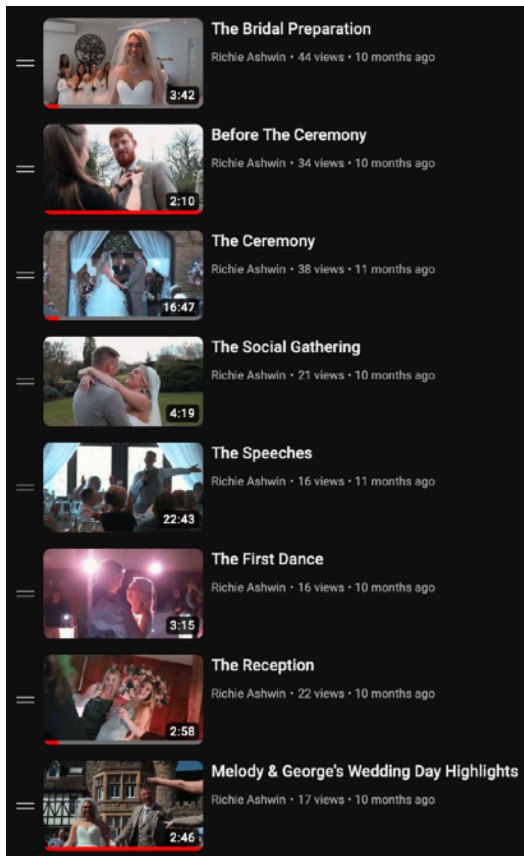 The Bridal Preparation
Richie Ashwin • 44 views • 10 months ago
3:42
Before The Ceremony
Richie Ashwin • 34 views • 10 months ago
2:10
The Ceremony
Richie Ashwin • 38 views • 11 months ago
16:47
The Social Gathering
Richie Ashwin • 21 views • 10 months ago
4:19
The Speeches
Richie Ashwin • 16 views • 11 months ago
22:43
The First Dance
Richie Ashwin • 16 views • 10 months ago
3:15
The Reception
Richie Ashwin • 22 views • 10 months ago
2:58
Melody & George's Wedding Day Highlights
Richie Ashwin • 17 views • 10 months ago
2:46